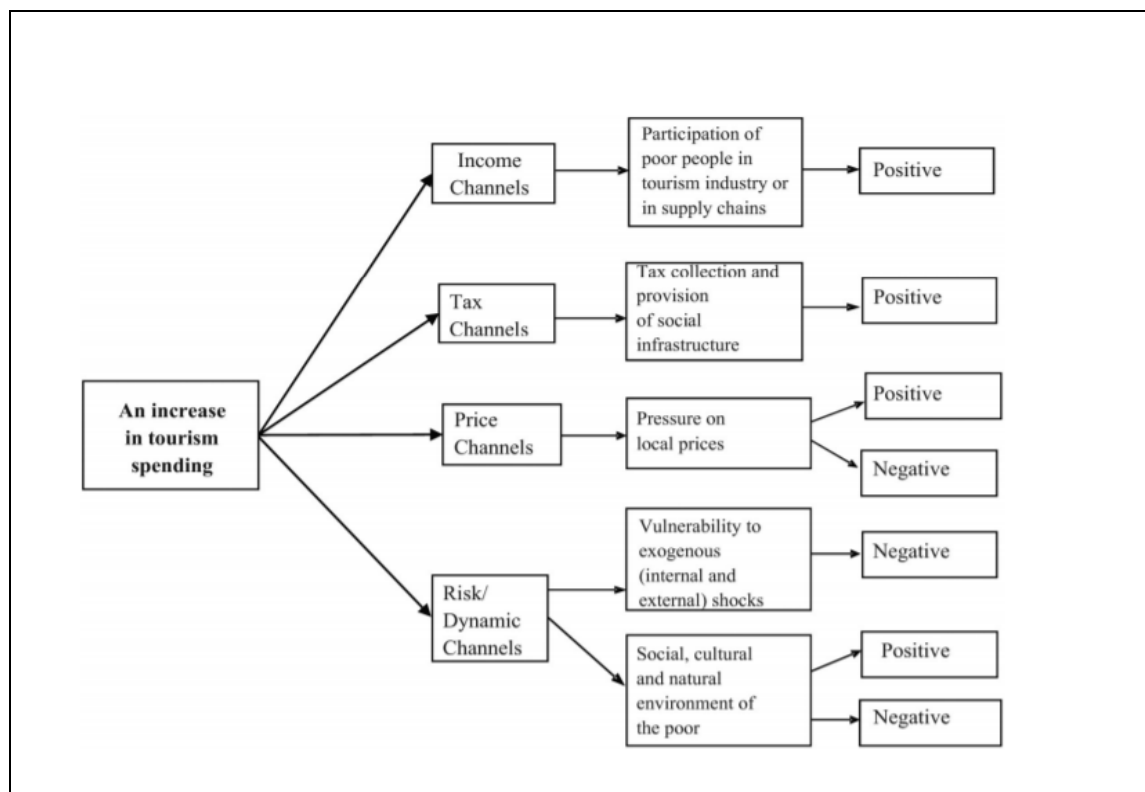 An increase
in tourism
spending
Income
Channels
Participation of
poor people in
tourism industry or
in supply chains
Positive
Tax
Channels
Tax collection and
provision
of social
infrastructure
Positive
Price
Channels
Pressure on
local prices
Positive
Negative
Risk/
Dynamic
Channels
Vulnerability to
exogenous
(internal and
external) shocks
Negative
Social, cultural
and natural
environment of
the poor
Positive
Negative